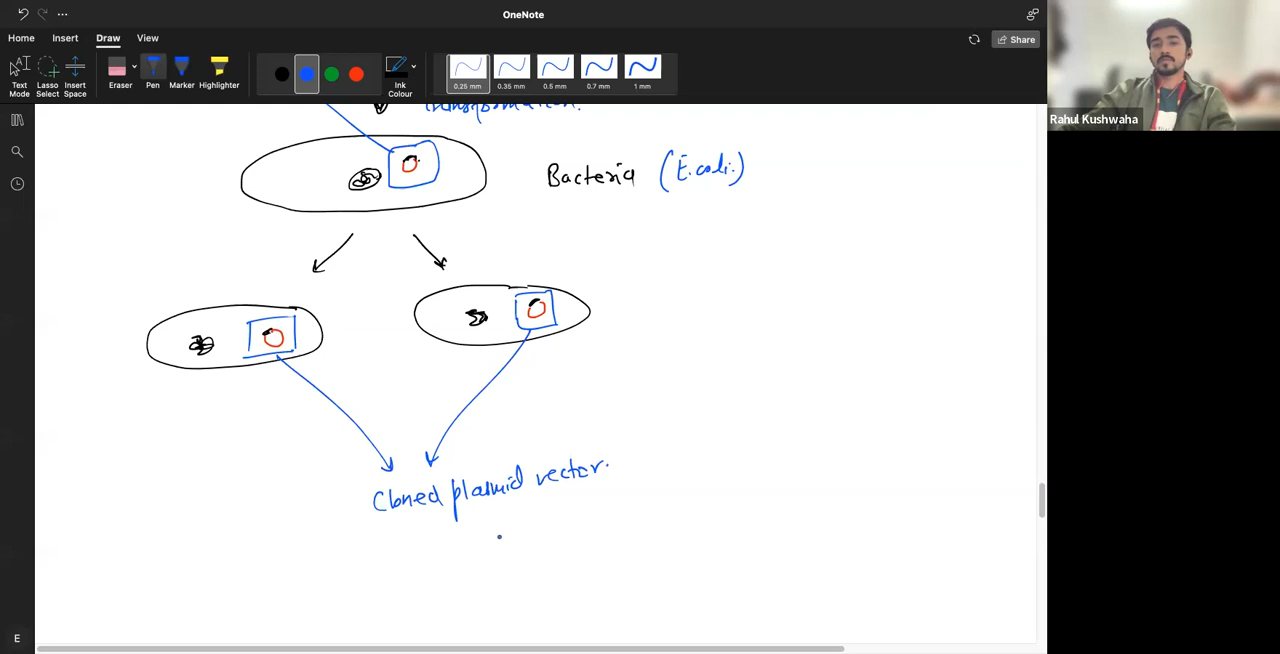 OneNote
Home Insert Draw View
Share
Text Mode
Lasso Select
Insert Space
Eraser
Pen
Marker
Highlighter
Ink Colour
0.25 mm
0.35 mm
0.5 mm
0.7 mm
1 mm
Rahul Kushwaha
transformation.
Bacteria (E.coli.)
Cloned plasmid vector.
E